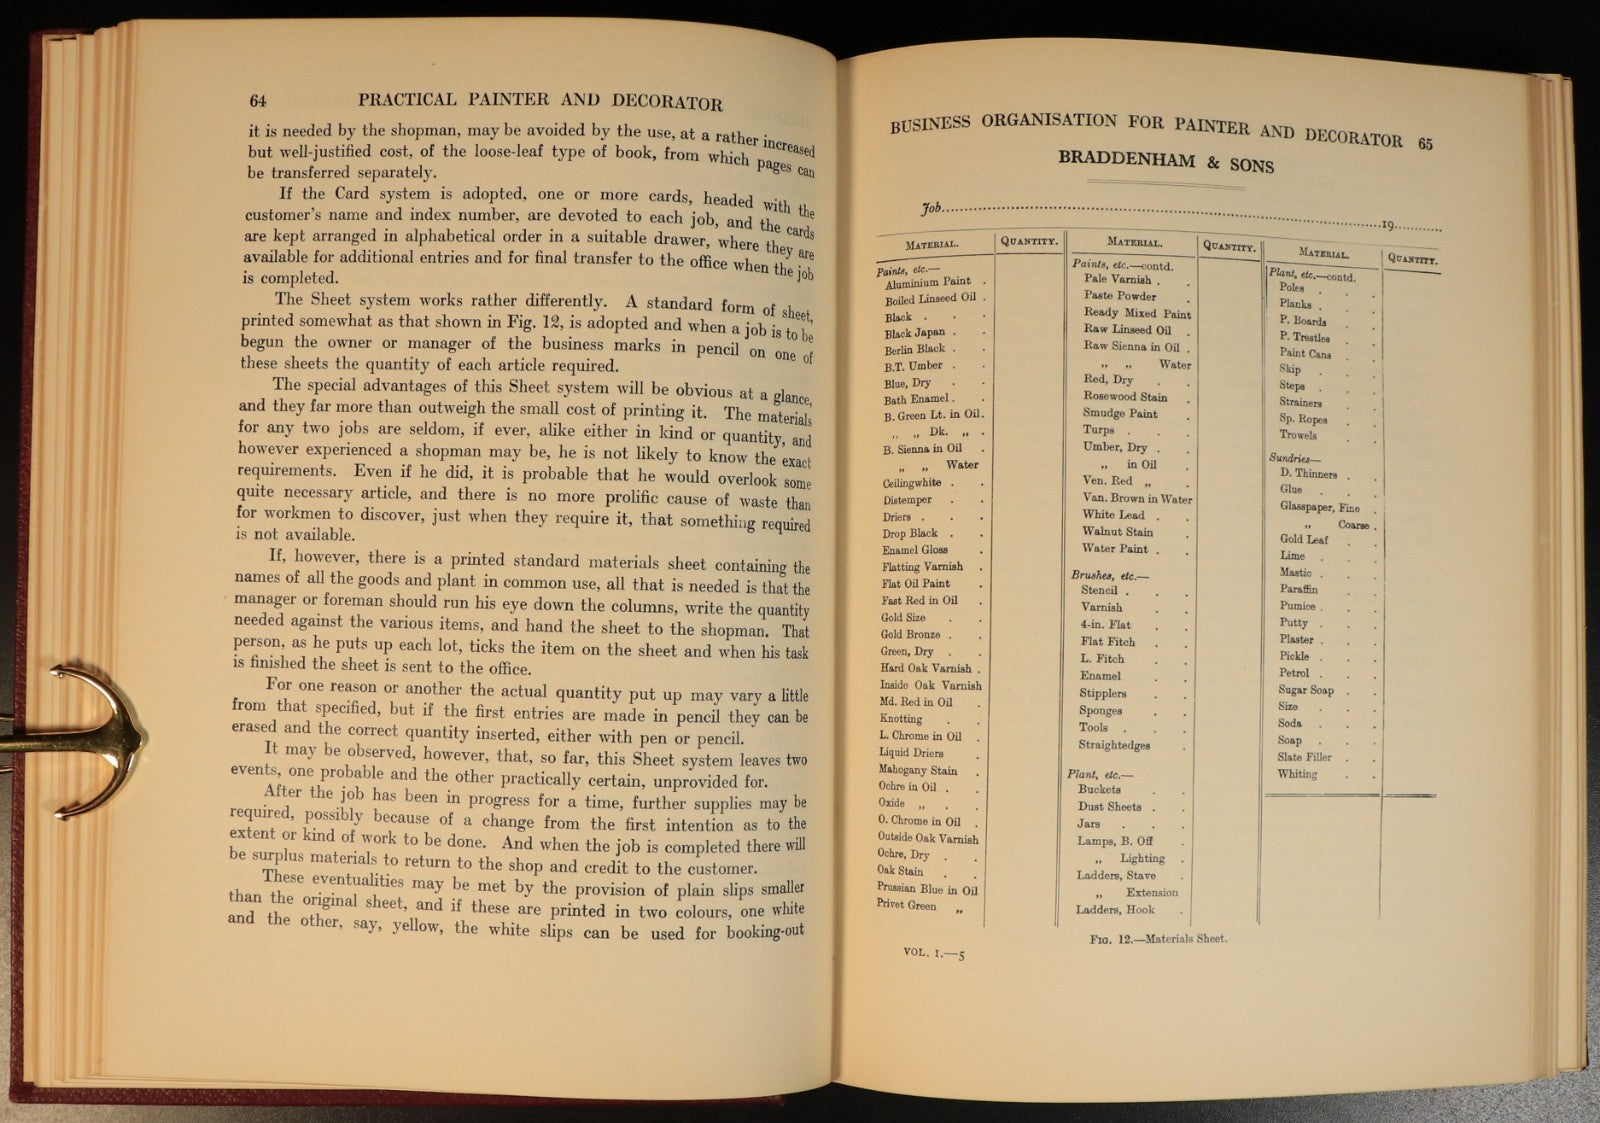 64 PRACTICAL PAINTER AND DECORATOR
it is needed by the shopman, may be avoided by the use, at a rather increased
but well-justified cost, of the loose-leaf type of book, from which pages can
be transferred separately.
If the Card system is adopted, one or more cards, headed with the
customer's name and index number, are devoted to each job, and the cards
are kept arranged in alphabetical order in a suitable drawer, where they are
available for additional entries and for final transfer to the office when the job
is completed.
The Sheet system works rather differently. A standard form of sheet,
printed somewhat as that shown in Fig. 12, is adopted and when a job is to be
begun the owner or manager of the business marks in pencil on one of
these sheets the quantity of each article required.
The special advantages of this Sheet system will be obvious at a glance,
and they far more than outweigh the small cost of printing it. The materials
for any two jobs are seldom, if ever, alike either in kind or quantity, and
however experienced a shopman may be, he is not likely to know the exact
requirements. Even if he did, it is probable that he would overlook some
quite necessary article, and there is no more prolific cause of waste than
for workmen to discover, just when they require it, that something required
is not available.
If, however, there is a printed standard materials sheet containing the
names of all the goods and plant in common use, all that is needed is that the
manager or foreman should run his eye down the columns, write the quantity
needed against the various items, and hand the sheet to the shopman. That
person, as he puts up each lot, ticks the item on the sheet and when his task
is finished the sheet is sent to the office.
For one reason or another the actual quantity put up may vary a little
from that specified, but if the first entries are made in pencil they can be
erased and the correct quantity inserted, either with pen or pencil.
It may be observed, however, that, so far, this Sheet system leaves two
events, one probable and the other practically certain, unprovided for.
After the job has been in progress for a time, further supplies may be
required, possibly because of a change from the first intention as to the
extent or kind of work to be done. And when the job is completed there will
be surplus materials to return to the shop and credit to the customer.
These eventualities may be met by the provision of plain slips smaller
than the original sheet, and if these are printed in two colours, one white
and the other, say, yellow, the white slips can be used for booking-out
BUSINESS ORGANISATION FOR PAINTER AND DECORATOR 65
BRADDENHAM & SONS
Job..........19..........
MATERIAL. QUANTITY.
Paints, etc.—
Aluminium Paint .
Boiled Linseed Oil .
Black . . .
Black Japan . .
Berlin Black . .
B.T. Umber . .
Blue, Dry . .
Bath Enamel . .
B. Green Lt. in Oil .
,, ,, Dk. ,, .
B. Sienna in Oil .
,, ,, Water
Ceilingwhite . .
Distemper . .
Driers . . .
Drop Black . .
Enamel Gloss .
Flatting Varnish .
Flat Oil Paint .
Fast Red in Oil .
Gold Size . .
Gold Bronze . .
Green, Dry . .
Hard Oak Varnish .
Inside Oak Varnish
Md. Red in Oil .
Knotting . .
L. Chrome in Oil .
Liquid Driers .
Mahogany Stain .
Ochre in Oil . .
Oxide ,, . .
O. Chrome in Oil .
Outside Oak Varnish
Ochre, Dry . .
Oak Stain . .
Prussian Blue in Oil
Privet Green ,,
MATERIAL. QUANTITY.
Paints, etc.—contd.
Pale Varnish . .
Paste Powder .
Ready Mixed Paint
Raw Linseed Oil .
Raw Sienna in Oil .
,, ,, Water
Red, Dry . .
Rosewood Stain .
Smudge Paint .
Turps . . .
Umber, Dry . .
,, in Oil .
Ven. Red ,, .
Van. Brown in Water
White Lead . .
Walnut Stain .
Water Paint . .
Brushes, etc.—
Stencil . . .
Varnish . .
4-in. Flat . .
Flat Fitch . .
L. Fitch . .
Enamel . .
Stipplers . .
Sponges . .
Tools . . .
Straightedges .
Plant, etc.—
Buckets . .
Dust Sheets . .
Jars . . .
Lamps, B. Off .
,, Lighting .
Ladders, Stave .
,, Extension
Ladders, Hook .
MATERIAL. QUANTITY.
Plant, etc.—contd.
Poles . . .
Planks . . .
P. Boards . .
P. Trestles . .
Paint Cans . .
Skip . . .
Steps . . .
Strainers . .
Sp. Ropes . .
Trowels . .
Sundries—
D. Thinners . .
Glue . . .
Glasspaper, Fine .
,, Coarse .
Gold Leaf . .
Lime . . .
Mastic . . .
Paraffin . .
Pumice . . .
Putty . . .
Plaster . . .
Pickle . . .
Petrol . . .
Sugar Soap . .
Size . . .
Soda . . .
Soap . . .
Slate Filler . .
Whiting . .
FIG. 12.—Materials Sheet.
VOL. I.—5